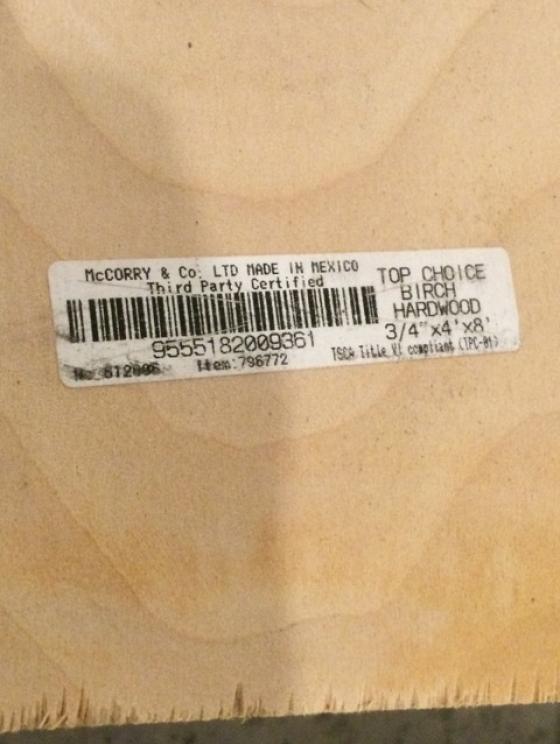 McCORRY & Co. LTD MADE IN MEXICO
Third Party Certified
9555182009361
Item:796772
TOP CHOICE
BIRCH
HARDWOOD
3/4"x4'x8'
TSCA Title VI compliant (TPC-01)